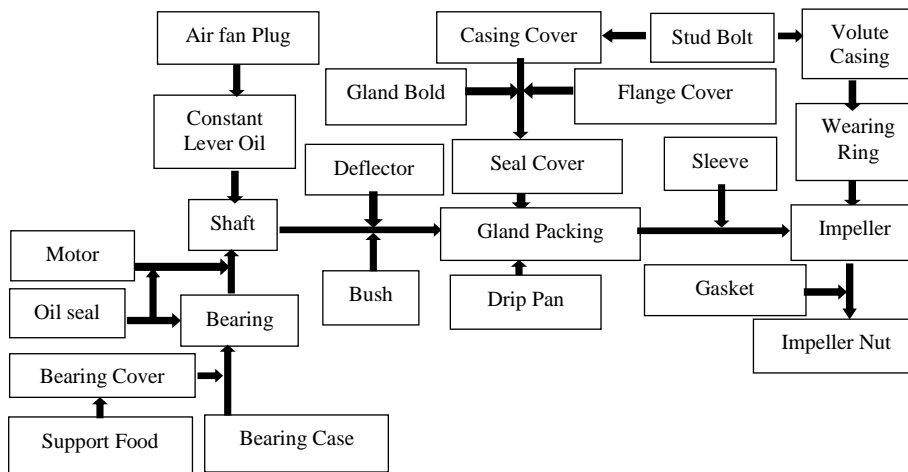 Air fan Plug
Casing Cover
Stud Bolt
Volute
Casing
Gland Bold
Flange Cover
Constant
Lever Oil
Wearing
Ring
Deflector
Seal Cover
Sleeve
Shaft
Gland Packing
Impeller
Motor
Bush
Drip Pan
Gasket
Oil seal
Bearing
Impeller Nut
Bearing Cover
Support Food
Bearing Case